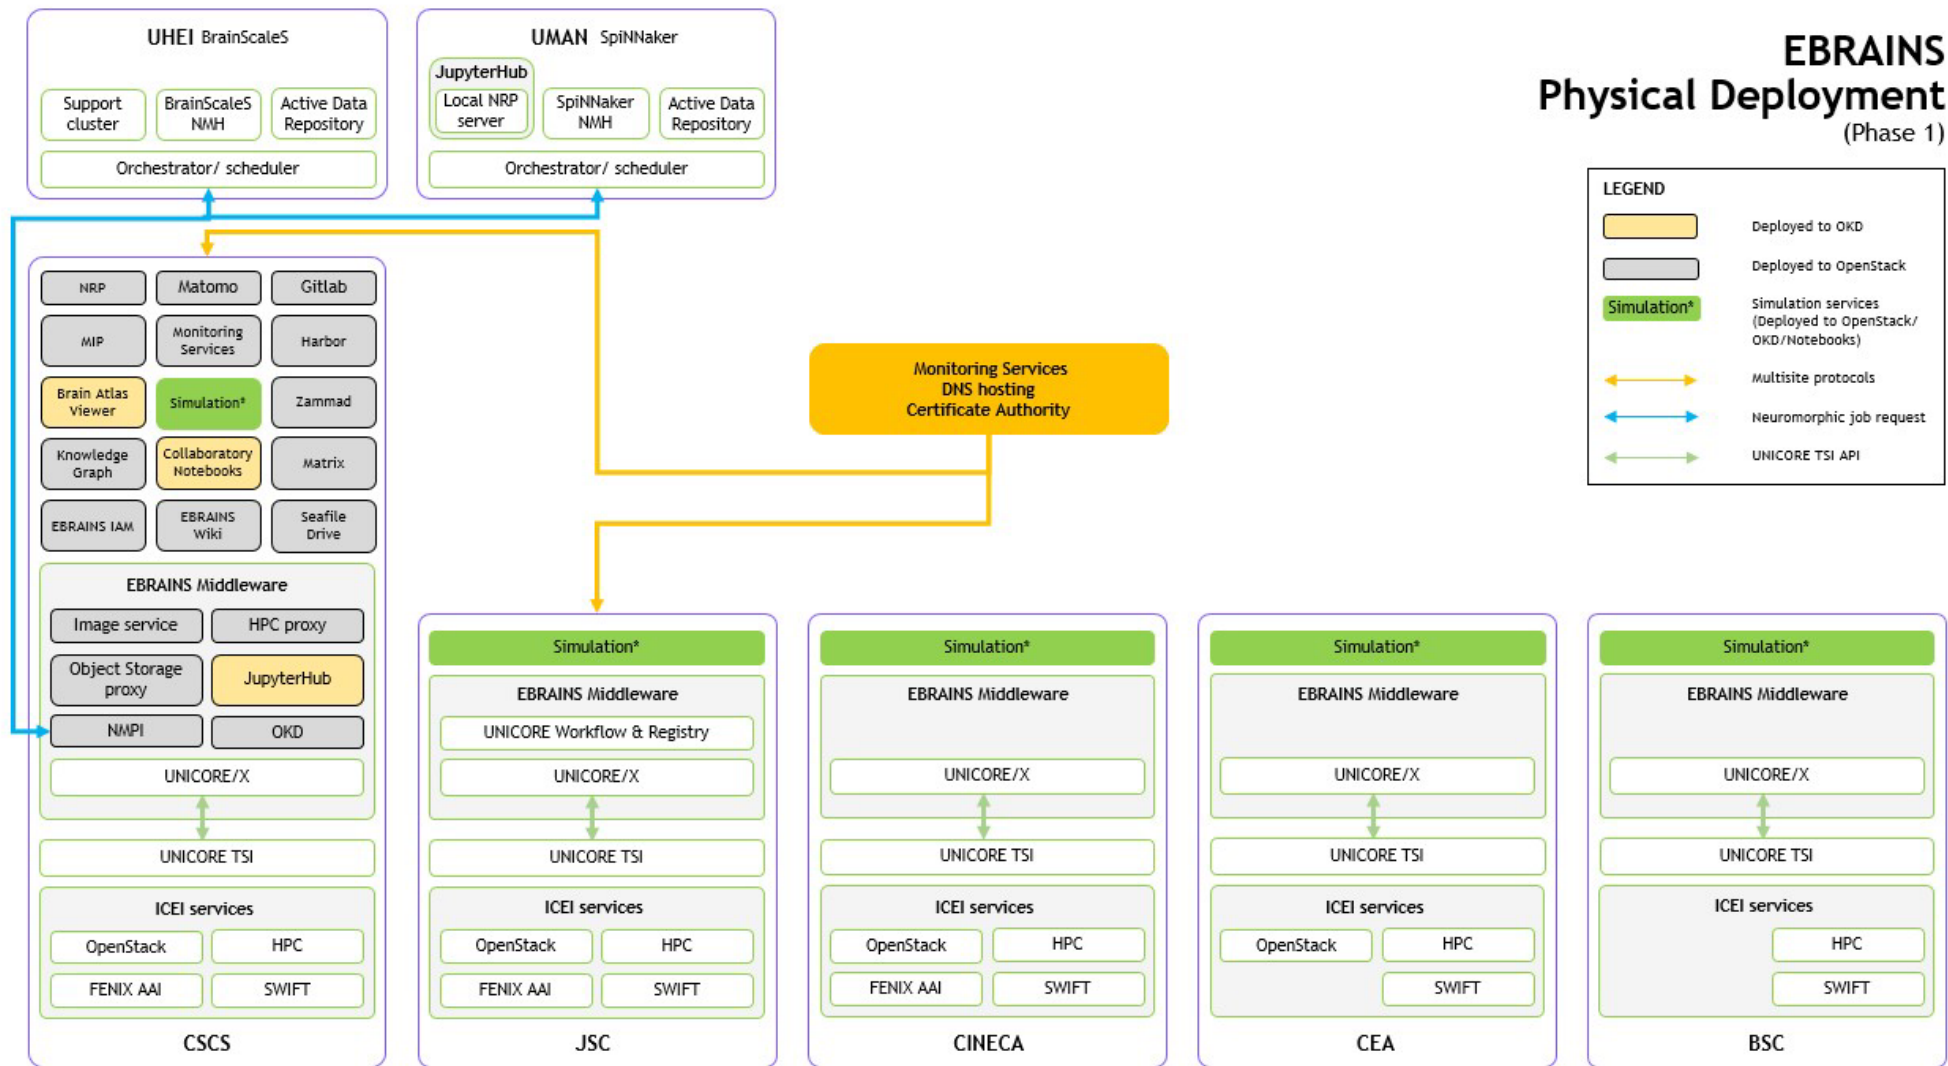 UHEI BrainScaleS
Support
cluster
BrainScaleS
NMH
Active Data
Repository
Orchestrator/ scheduler
UMAN SpiNNaker
JupyterHub
Local NRP
server
SpiNNaker
NMH
Active Data
Repository
Orchestrator/ scheduler
EBRAINS
Physical Deployment
(Phase 1)
LEGEND
Deployed to OKD
Deployed to OpenStack
Simulation*
Simulation services
(Deployed to OpenStack/
OKD/Notebooks)
Multisite protocols
Neuromorphic job request
UNICORE TSI API
Monitoring Services
DNS hosting
Certificate Authority
NRP
Matomo
Gitlab
MIP
Monitoring
Services
Harbor
Brain Atlas
Viewer
Simulation*
Zammad
Knowledge
Graph
Collaboratory
Notebooks
Matrix
EBRAINS IAM
EBRAINS
Wiki
Seafile
Drive
EBRAINS Middleware
Image service
HPC proxy
Object Storage
proxy
JupyterHub
NMPI
OKD
UNICORE/X
UNICORE TSI
ICEI services
OpenStack
HPC
FENIX AAI
SWIFT
CSCS
Simulation*
EBRAINS Middleware
UNICORE Workflow & Registry
UNICORE/X
UNICORE TSI
ICEI services
OpenStack
HPC
FENIX AAI
SWIFT
JSC
Simulation*
EBRAINS Middleware
UNICORE/X
UNICORE TSI
ICEI services
OpenStack
HPC
FENIX AAI
SWIFT
CINECA
Simulation*
EBRAINS Middleware
UNICORE/X
UNICORE TSI
ICEI services
OpenStack
HPC
SWIFT
CEA
Simulation*
EBRAINS Middleware
UNICORE/X
UNICORE TSI
ICEI services
HPC
SWIFT
BSC